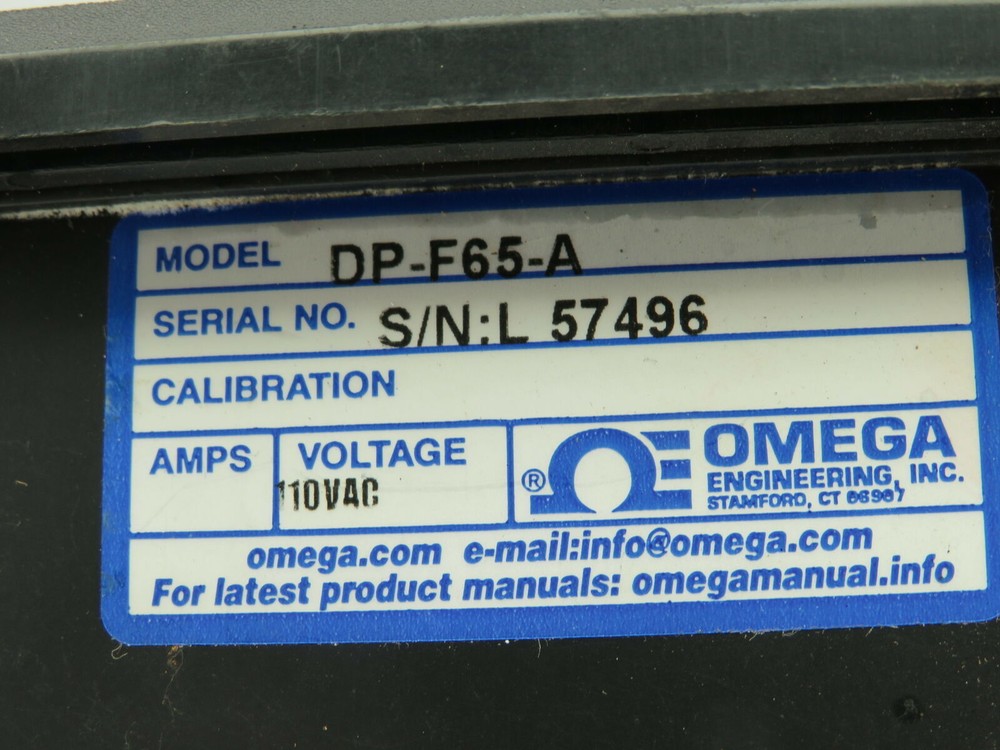 MODEL DP-F65-A
SERIAL NO. S/N:L 57496
CALIBRATION
AMPS
VOLTAGE
110VAC
® OMEGA
ENGINEERING, INC.
STAMFORD, CT 06907
omega.com e-mail:info@omega.com
For latest product manuals: omegamanual.info